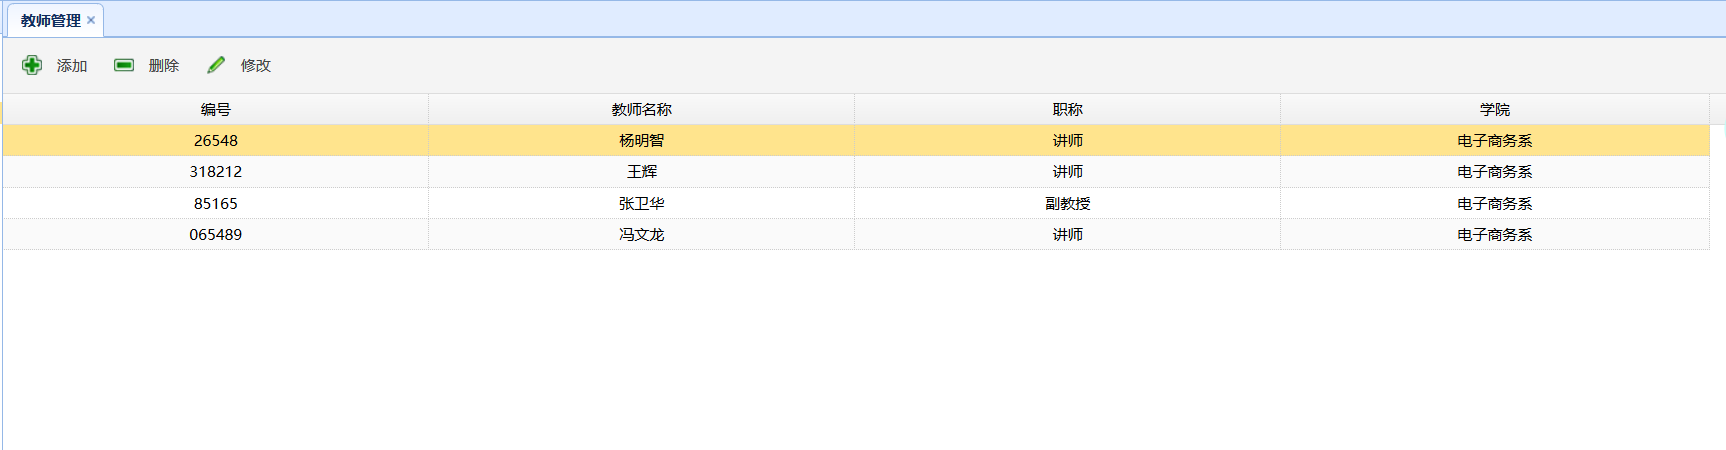 教师管理
添加 删除 修改
编号 教师名称 职称 学院
26548 杨明智 讲师 电子商务系
318212 王辉 讲师 电子商务系
85165 张卫华 副教授 电子商务系
065489 冯文龙 讲师 电子商务系